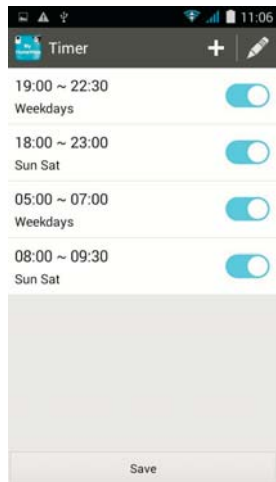 11:06
Timer
19:00 ~ 22:30
Weekdays
18:00 ~ 23:00
Sun Sat
05:00 ~ 07:00
Weekdays
08:00 ~ 09:30
Sun Sat
Save